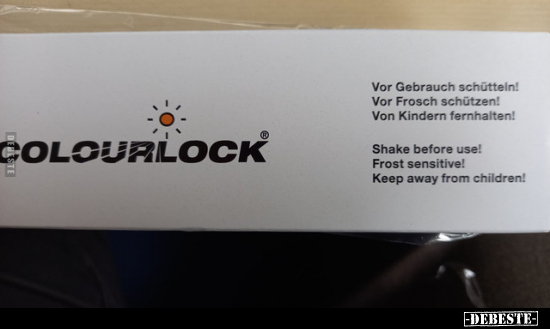 COLOURLOCK®
Vor Gebrauch schütteln!
Vor Frosch schützen!
Von Kindern fernhalten!
Shake before use!
Frost sensitive!
Keep away from children!
DEBESTE
-DEBESTE-